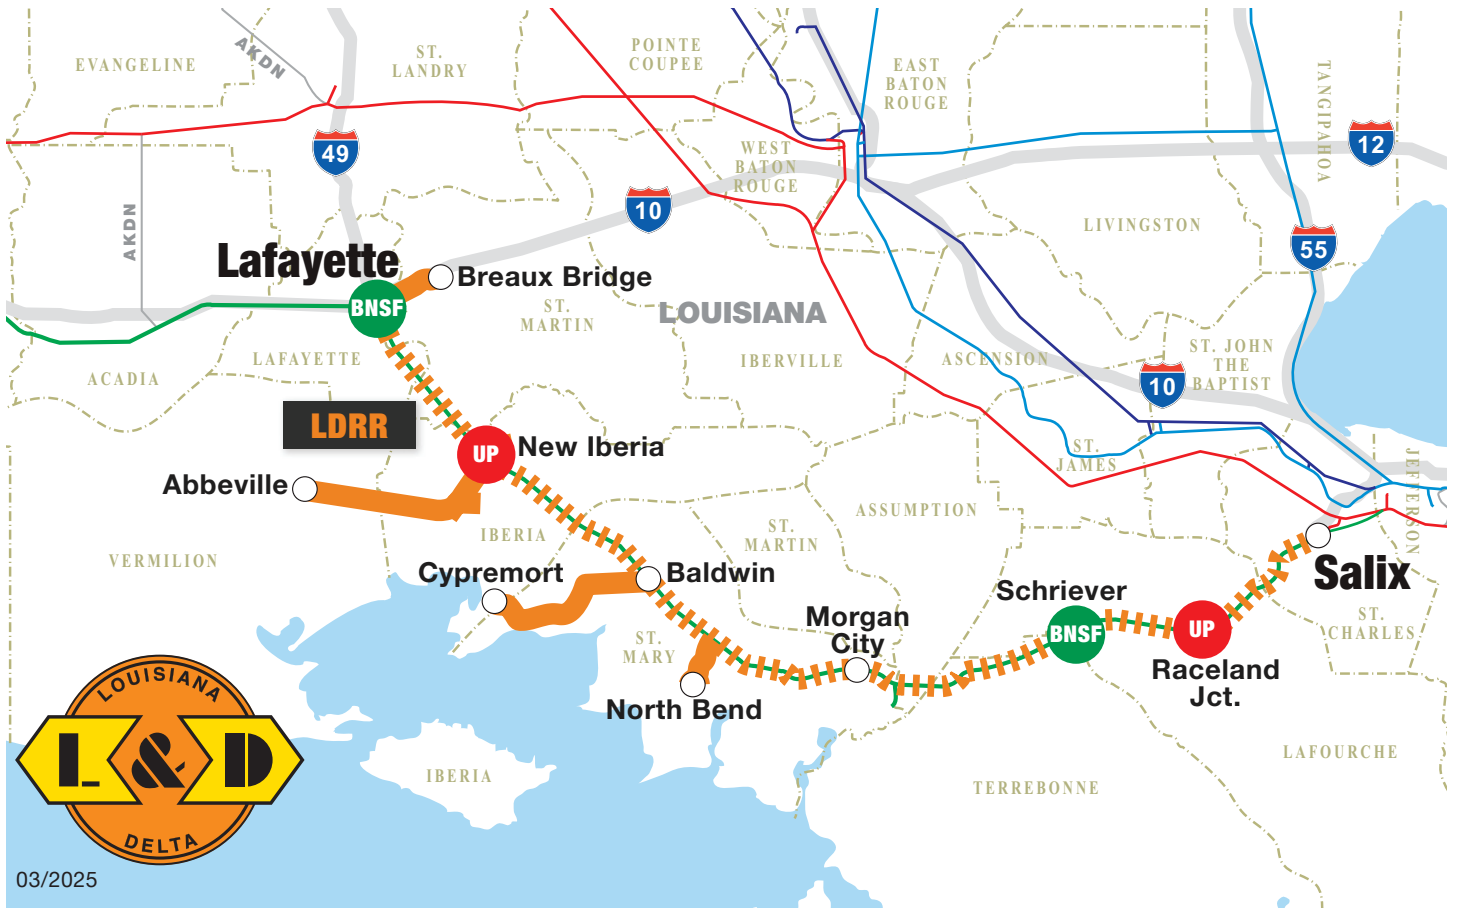 EVANGELINE
AKDN
ST.
LANDRY
POINTE
COUPEE
EAST
BATON
ROUGE
TANGIPAHOA
49
12
WEST
BATON
ROUGE
10
AKDN
LIVINGSTON
55
Lafayette
BNSF
Breaux Bridge
ST.
MARTIN
LOUISIANA
LAFAYETTE
ACADIA
IBERVILLE
ASCENSION
10
ST. JOHN
THE
BAPTIST
LDRR
UP
New Iberia
ST.
JAMES
JEFFERSON
Abbeville
IBERIA
ASSUMPTION
ST.
MARTIN
VERMILION
Cypremort
Baldwin
Schriever
Salix
Morgan
City
BNSF
UP
Raceland
Jct.
ST.
CHARLES
ST.
MARY
North Bend
LOUISIANA
L & D
DELTA
IBERIA
TERREBONNE
LAFOURCHE
03/2025